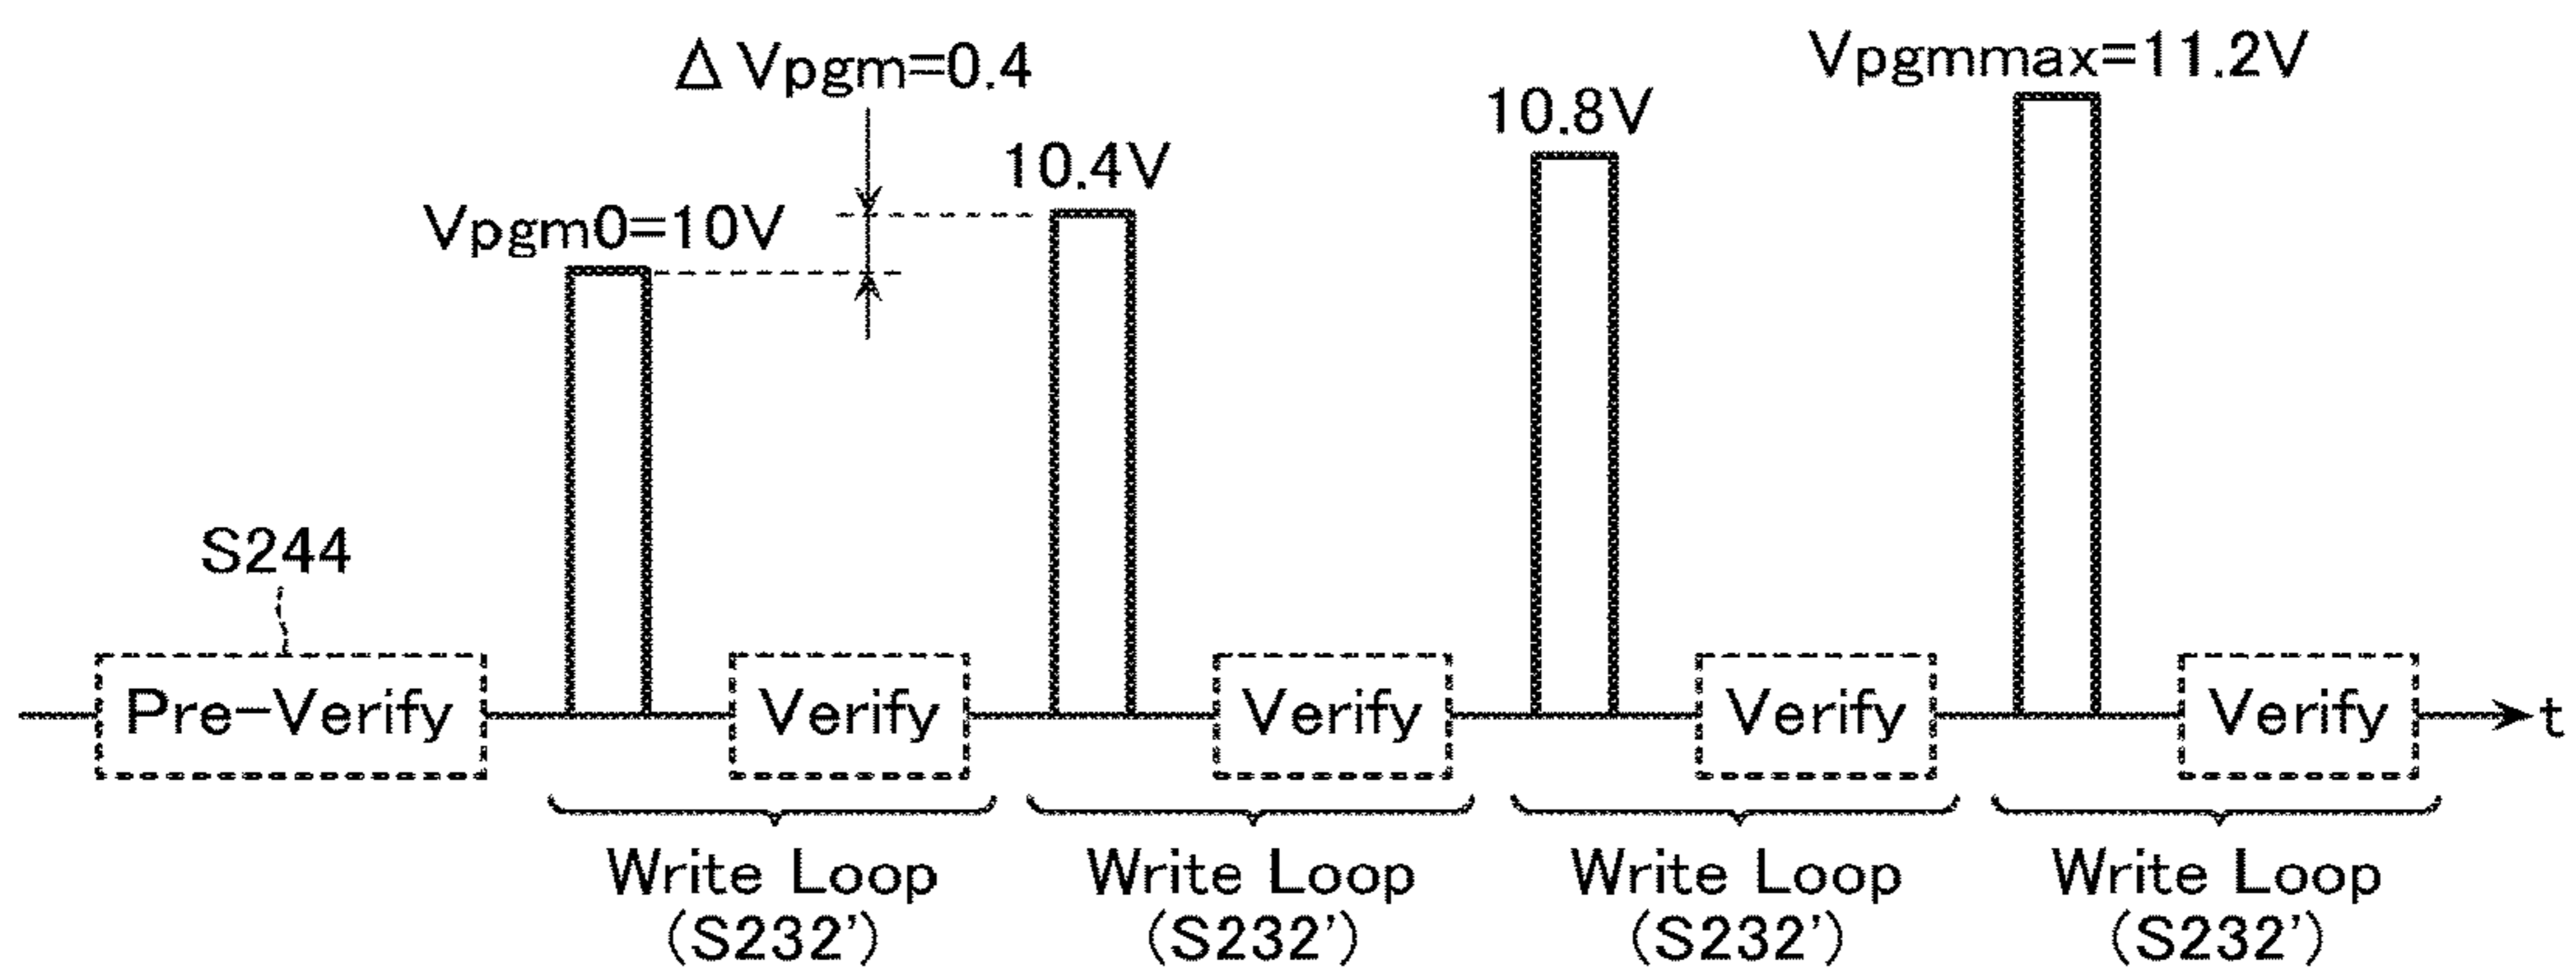 Δ Vpgm=0.4
Vpgmmax=11.2V
10.8V
10.4V
Vpgm0=10V
S244
Pre-Verify
Verify
Verify
Verify
Verify
t
Write Loop
(S232')
Write Loop
(S232')
Write Loop
(S232')
Write Loop
(S232')